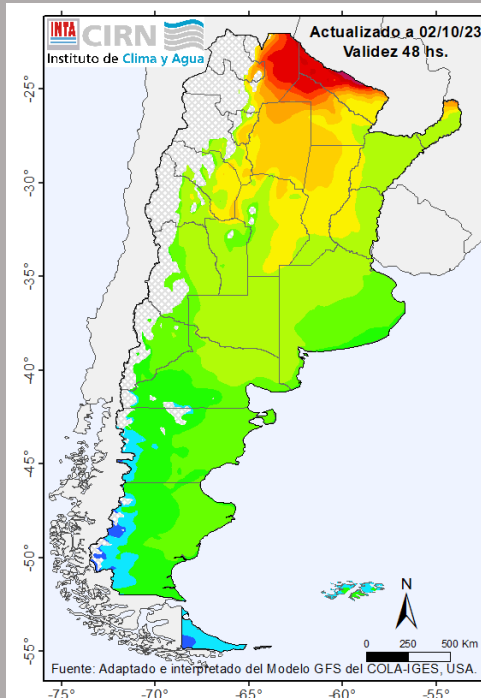 INTA CIRN
Instituto de Clima y Agua
Actualizado a 02/10/23
Validez 48 hs.
-25°
-30°
-35°
-40°
-45°
-50°
-55°
N
0 250 500 Km
Fuente: Adaptado e interpretado del Modelo GFS del COLA-IGES, USA.
-75° -70° -65° -60° -55°